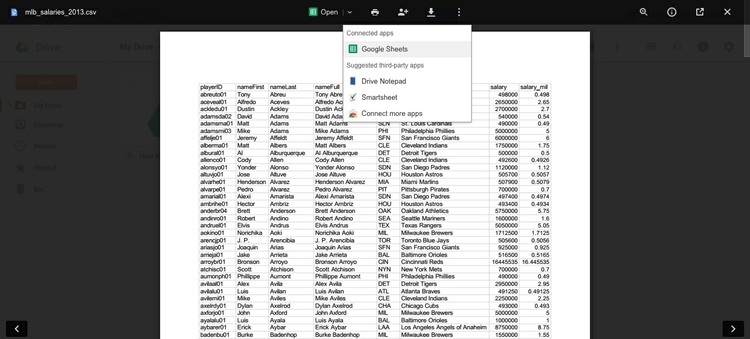 mlb_salaries_2013.csv
Open
Connected apps
Google Sheets
Suggested third-party apps
Drive Notepad
Smartsheet
Connect more apps
Drive
My Drive
playerID nameFirst nameLast nameFull salary salary_mil
abreuto01 Tony Abreu Tony 498000 0.498
aceveal01 Alfredo Aceves Alfredo 2650000 2.65
ackledu01 Dustin Ackley Dustin 2700000 2.7
adamsda02 David Adams David 540000 0.54
adamsma01 Matt Adams Matt Adams SLN St. Louis Cardinals 490000 0.49
adamsmi03 Mike Adams Mike Adams PHI Philadelphia Phillies 5000000 5
affelje01 Jeremy Affeldt Jeremy Affeldt SFN San Francisco Giants 6000000 6
alberma01 Matt Albers Matt Albers CLE Cleveland Indians 1750000 1.75
albural01 Al Alburquerque Al Alburquerque DET Detroit Tigers 500000 0.5
allenco01 Cody Allen Cody Allen CLE Cleveland Indians 492600 0.4926
alonsyo01 Yonder Alonso Yonder Alonso SDN San Diego Padres 1120000 1.12
altuvjo01 Jose Altuve Jose Altuve HOU Houston Astros 505700 0.5057
alvarhe01 Henderson Alvarez Henderson Alvarez MIA Miami Marlins 507900 0.5079
alvarpe01 Pedro Alvarez Pedro Alvarez PIT Pittsburgh Pirates 700000 0.7
amarial01 Alexi Amarista Alexi Amarista SDN San Diego Padres 497400 0.4974
ambrihe01 Hector Ambriz Hector Ambriz HOU Houston Astros 493400 0.4934
anderbr04 Brett Anderson Brett Anderson OAK Oakland Athletics 5750000 5.75
andinro01 Robert Andino Robert Andino SEA Seattle Mariners 1600000 1.6
andruel01 Elvis Andrus Elvis Andrus TEX Texas Rangers 5050000 5.05
aokino01 Norichika Aoki Norichika Aoki MIL Milwaukee Brewers 1712500 1.7125
arencjp01 J. P. Arencibia J. P. Arencibia TOR Toronto Blue Jays 505600 0.5056
ariasjo01 Joaquin Arias Joaquin Arias SFN San Francisco Giants 925000 0.925
arrieja01 Jake Arrieta Jake Arrieta BAL Baltimore Orioles 516500 0.5165
arroybr01 Bronson Arroyo Bronson Arroyo CIN Cincinnati Reds 16445535 16.445535
atchisc01 Scott Atchison Scott Atchison NYN New York Mets 700000 0.7
aumonph01 Phillippe Aumont Phillippe Aumont PHI Philadelphia Phillies 490000 0.49
avilaal01 Alex Avila Alex Avila DET Detroit Tigers 2950000 2.95
avilalu01 Luis Avilan Luis Avilan ATL Atlanta Braves 491250 0.49125
avilemi01 Mike Aviles Mike Aviles CLE Cleveland Indians 2250000 2.25
axelrdy01 Dylan Axelrod Dylan Axelrod CHA Chicago Cubs 493000 0.493
axforjo01 John Axford John Axford MIL Milwaukee Brewers 5000000 5
ayalalu01 Luis Ayala Luis Ayala BAL Baltimore Orioles 1000000 1
aybarer01 Erick Aybar Erick Aybar LAA Los Angeles Angels of Anaheim 8750000 8.75
badenbu01 Burke Badenhop Burke Badenhop MIL Milwaukee Brewers 1550000 1.55